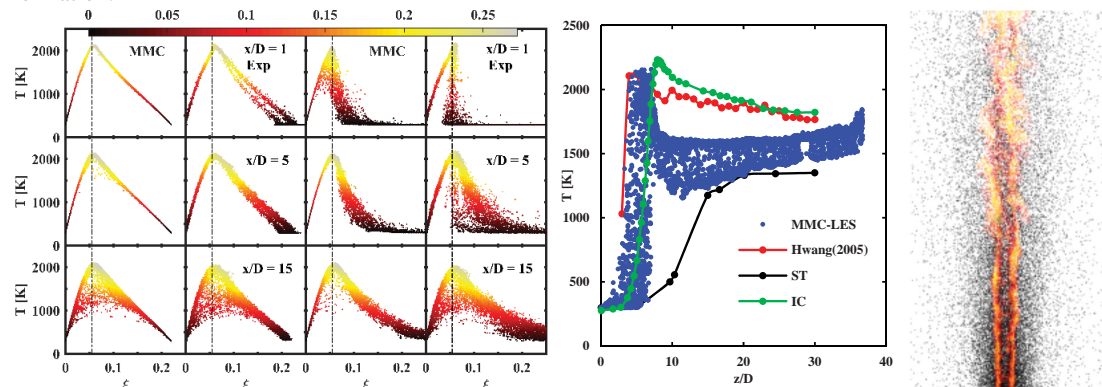 0 0.05 0.1 0.15 0.2 0.25
T [K]
2000
1000
0
MMC
x/D = 1
Exp
MMC
x/D = 1
Exp
T [K]
2000
1000
0
x/D = 5
x/D = 5
T [K]
2000
1000
0
x/D = 15
x/D = 15
0 0.1 0.2 0 0.1 0.2 0 0.1 0.2 0 0.1 0.2
ξ ξ ξ ξ
T [K]
2500
2000
1500
1000
500
0
MMC-LES
Hwang(2005)
ST
IC
0 10 20 30 40
z/D